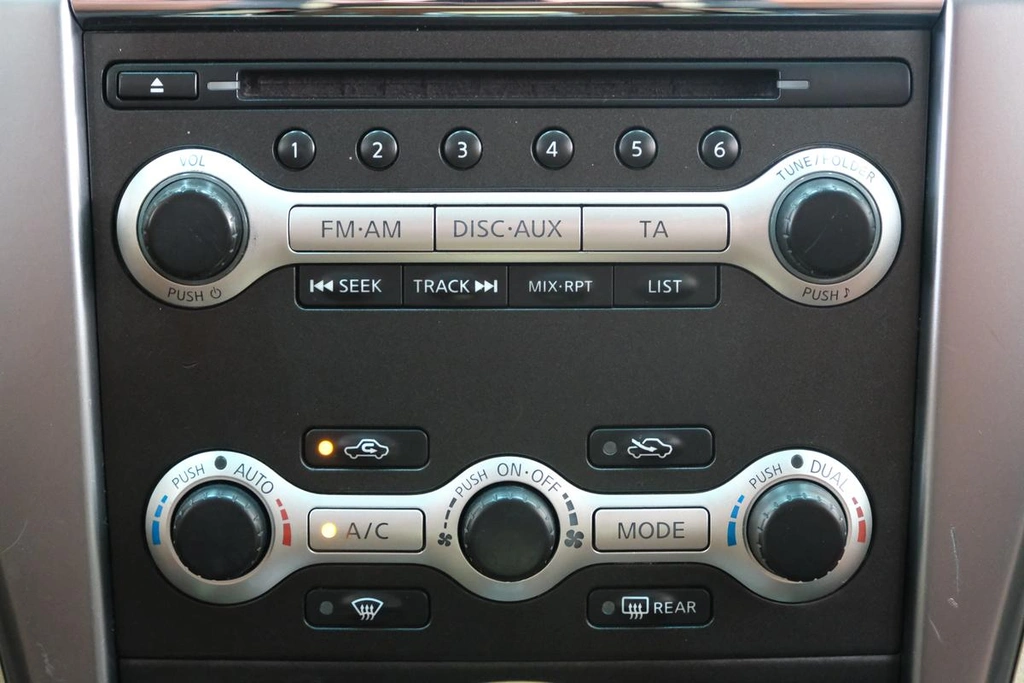 1 2 3 4 5 6
VOL
TUNE/FOLDER
FM·AM DISC·AUX TA
PUSH
SEEK TRACK MIX·RPT LIST
PUSH
PUSH AUTO
PUSH ON·OFF
PUSH DUAL
A/C
MODE
REAR